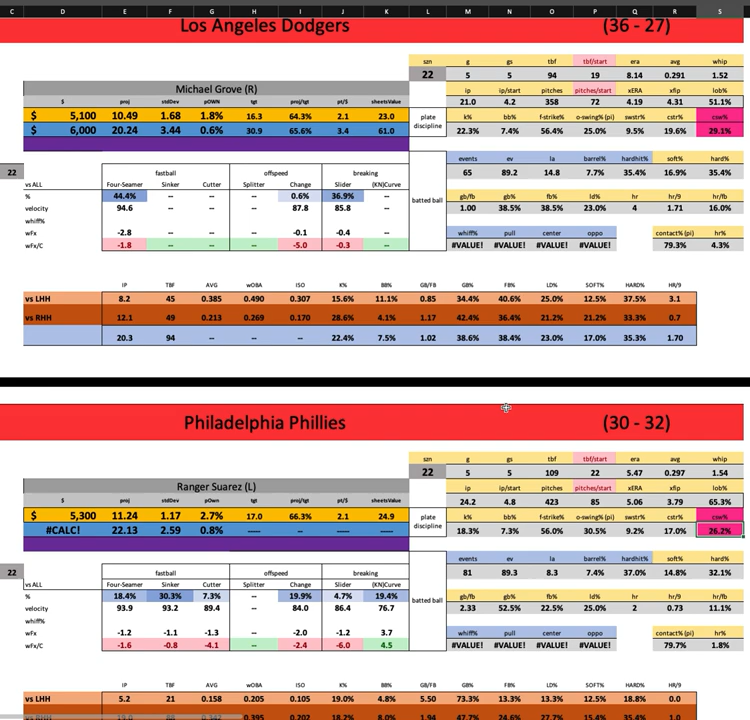 C D E F G H I J K L M N O P Q R S
Los Angeles Dodgers (36 - 27)
szn g gs tbf tbf/start era avg whip
22 5 5 94 19 8.14 0.291 1.52
Michael Grove (R) ip ip/start pitches pitches/start xERA xfip lob%
$ proj stdDev pOWN tgt proj/tgt pt/$ sheetsValue 21.0 4.2 358 72 4.19 4.31 51.1%
$ 5,100 10.49 1.68 1.8% 16.3 64.3% 2.1 23.0 plate discipline k% bb% f-strike% o-swing% (pi) swstr% cstr% csw%
$ 6,000 20.24 3.44 0.6% 30.9 65.6% 3.4 61.0 22.3% 7.4% 56.4% 25.0% 9.5% 19.6% 29.1%
events ev la barrel% hardhit% soft% hard%
22 fastball offspeed breaking 65 89.2 14.8 7.7% 35.4% 16.9% 35.4%
vs ALL Four-Seamer Sinker Cutter Splitter Change Slider (KN)Curve
% 44.4% -- -- -- 0.6% 36.9% -- batted ball gb/fb gb% fb% ld% hr hr/9 hr/fb
velocity 94.6 -- -- -- 87.8 85.8 -- 1.00 38.5% 38.5% 23.0% 4 1.71 16.0%
whiff%
wFx -2.8 -- -- -- -0.1 -0.4 -- whiff% pull center oppo contact% (pi) hr%
wFx/C -1.8 -- -- -- -5.0 -0.3 -- #VALUE! #VALUE! #VALUE! #VALUE! 79.3% 4.3%
IP TBF AVG wOBA ISO K% BB% GB/FB GB% FB% LD% SOFT% HARD% HR/9
vs LHH 8.2 45 0.385 0.490 0.307 15.6% 11.1% 0.85 34.4% 40.6% 25.0% 12.5% 37.5% 3.1
vs RHH 12.1 49 0.213 0.269 0.170 28.6% 4.1% 1.17 42.4% 36.4% 21.2% 21.2% 33.3% 0.7
20.3 94 -- -- -- 22.4% 7.5% 1.02 38.6% 38.4% 23.0% 17.0% 35.3% 1.70
Philadelphia Phillies (30 - 32)
szn g gs tbf tbf/start era avg whip
22 5 5 109 22 5.47 0.297 1.54
Ranger Suarez (L) ip ip/start pitches pitches/start xERA xfip lob%
$ proj stdDev pOwn tgt proj/tgt pt/$ sheetsValue 24.2 4.8 423 85 5.06 3.79 65.3%
$ 5,300 11.24 1.17 2.7% 17.0 66.3% 2.1 24.9 plate discipline k% bb% f-strike% o-swing% (pi) swstr% cstr% csw%
#CALC! 22.13 2.59 0.8% ---- ---- ---- ---- 18.3% 7.3% 56.0% 30.5% 9.2% 17.0% 26.2%
events ev la barrel% hardhit% soft% hard%
22 fastball offspeed breaking 81 89.3 8.3 7.4% 37.0% 14.8% 32.1%
vs ALL Four-Seamer Sinker Cutter Splitter Change Slider (KN)Curve
% 18.4% 30.3% 7.3% -- 19.9% 4.7% 19.4% batted ball gb/fb gb% fb% ld% hr hr/9 hr/fb
velocity 93.9 93.2 89.4 -- 84.0 86.4 76.7 2.33 52.5% 22.5% 25.0% 2 0.73 11.1%
whiff%
wFx -1.2 -1.1 -1.3 -- -2.0 -1.2 3.7 whiff% pull center oppo contact% (pi) hr%
wFx/C -1.6 -0.8 -4.1 -- -2.4 -6.0 4.5 #VALUE! #VALUE! #VALUE! #VALUE! 79.7% 1.8%
IP TBF AVG wOBA ISO K% BB% GB/FB GB% FB% LD% SOFT% HARD% HR/9
vs LHH 5.2 21 0.158 0.205 0.105 19.0% 4.8% 5.50 73.3% 13.3% 13.3% 12.5% 18.8% 0.0
vs RHH 19.0 88 0.342 0.395 0.202 18.2% 8.0% 1.94 47.7% 24.6% 27.7% 15.4% 35.4% 1.0